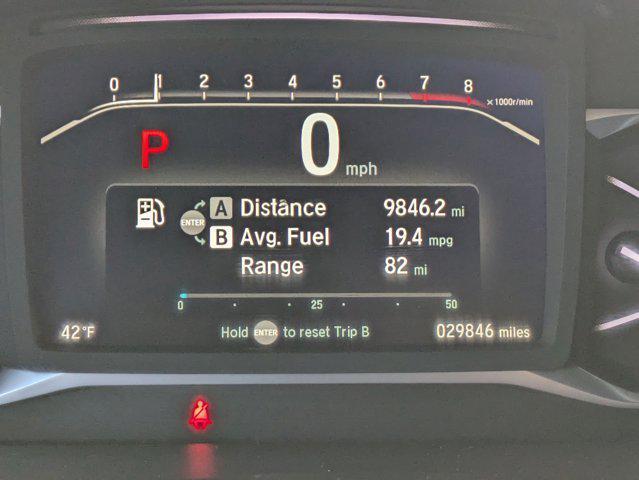 0 1 2 3 4 5 6 7 8 ×1000r/min
P 0 mph
A Distance 9846.2 mi
ENTER
B Avg. Fuel 19.4 mpg
Range 82 mi
0 25 50
42°F Hold ENTER to reset Trip B 029846 miles